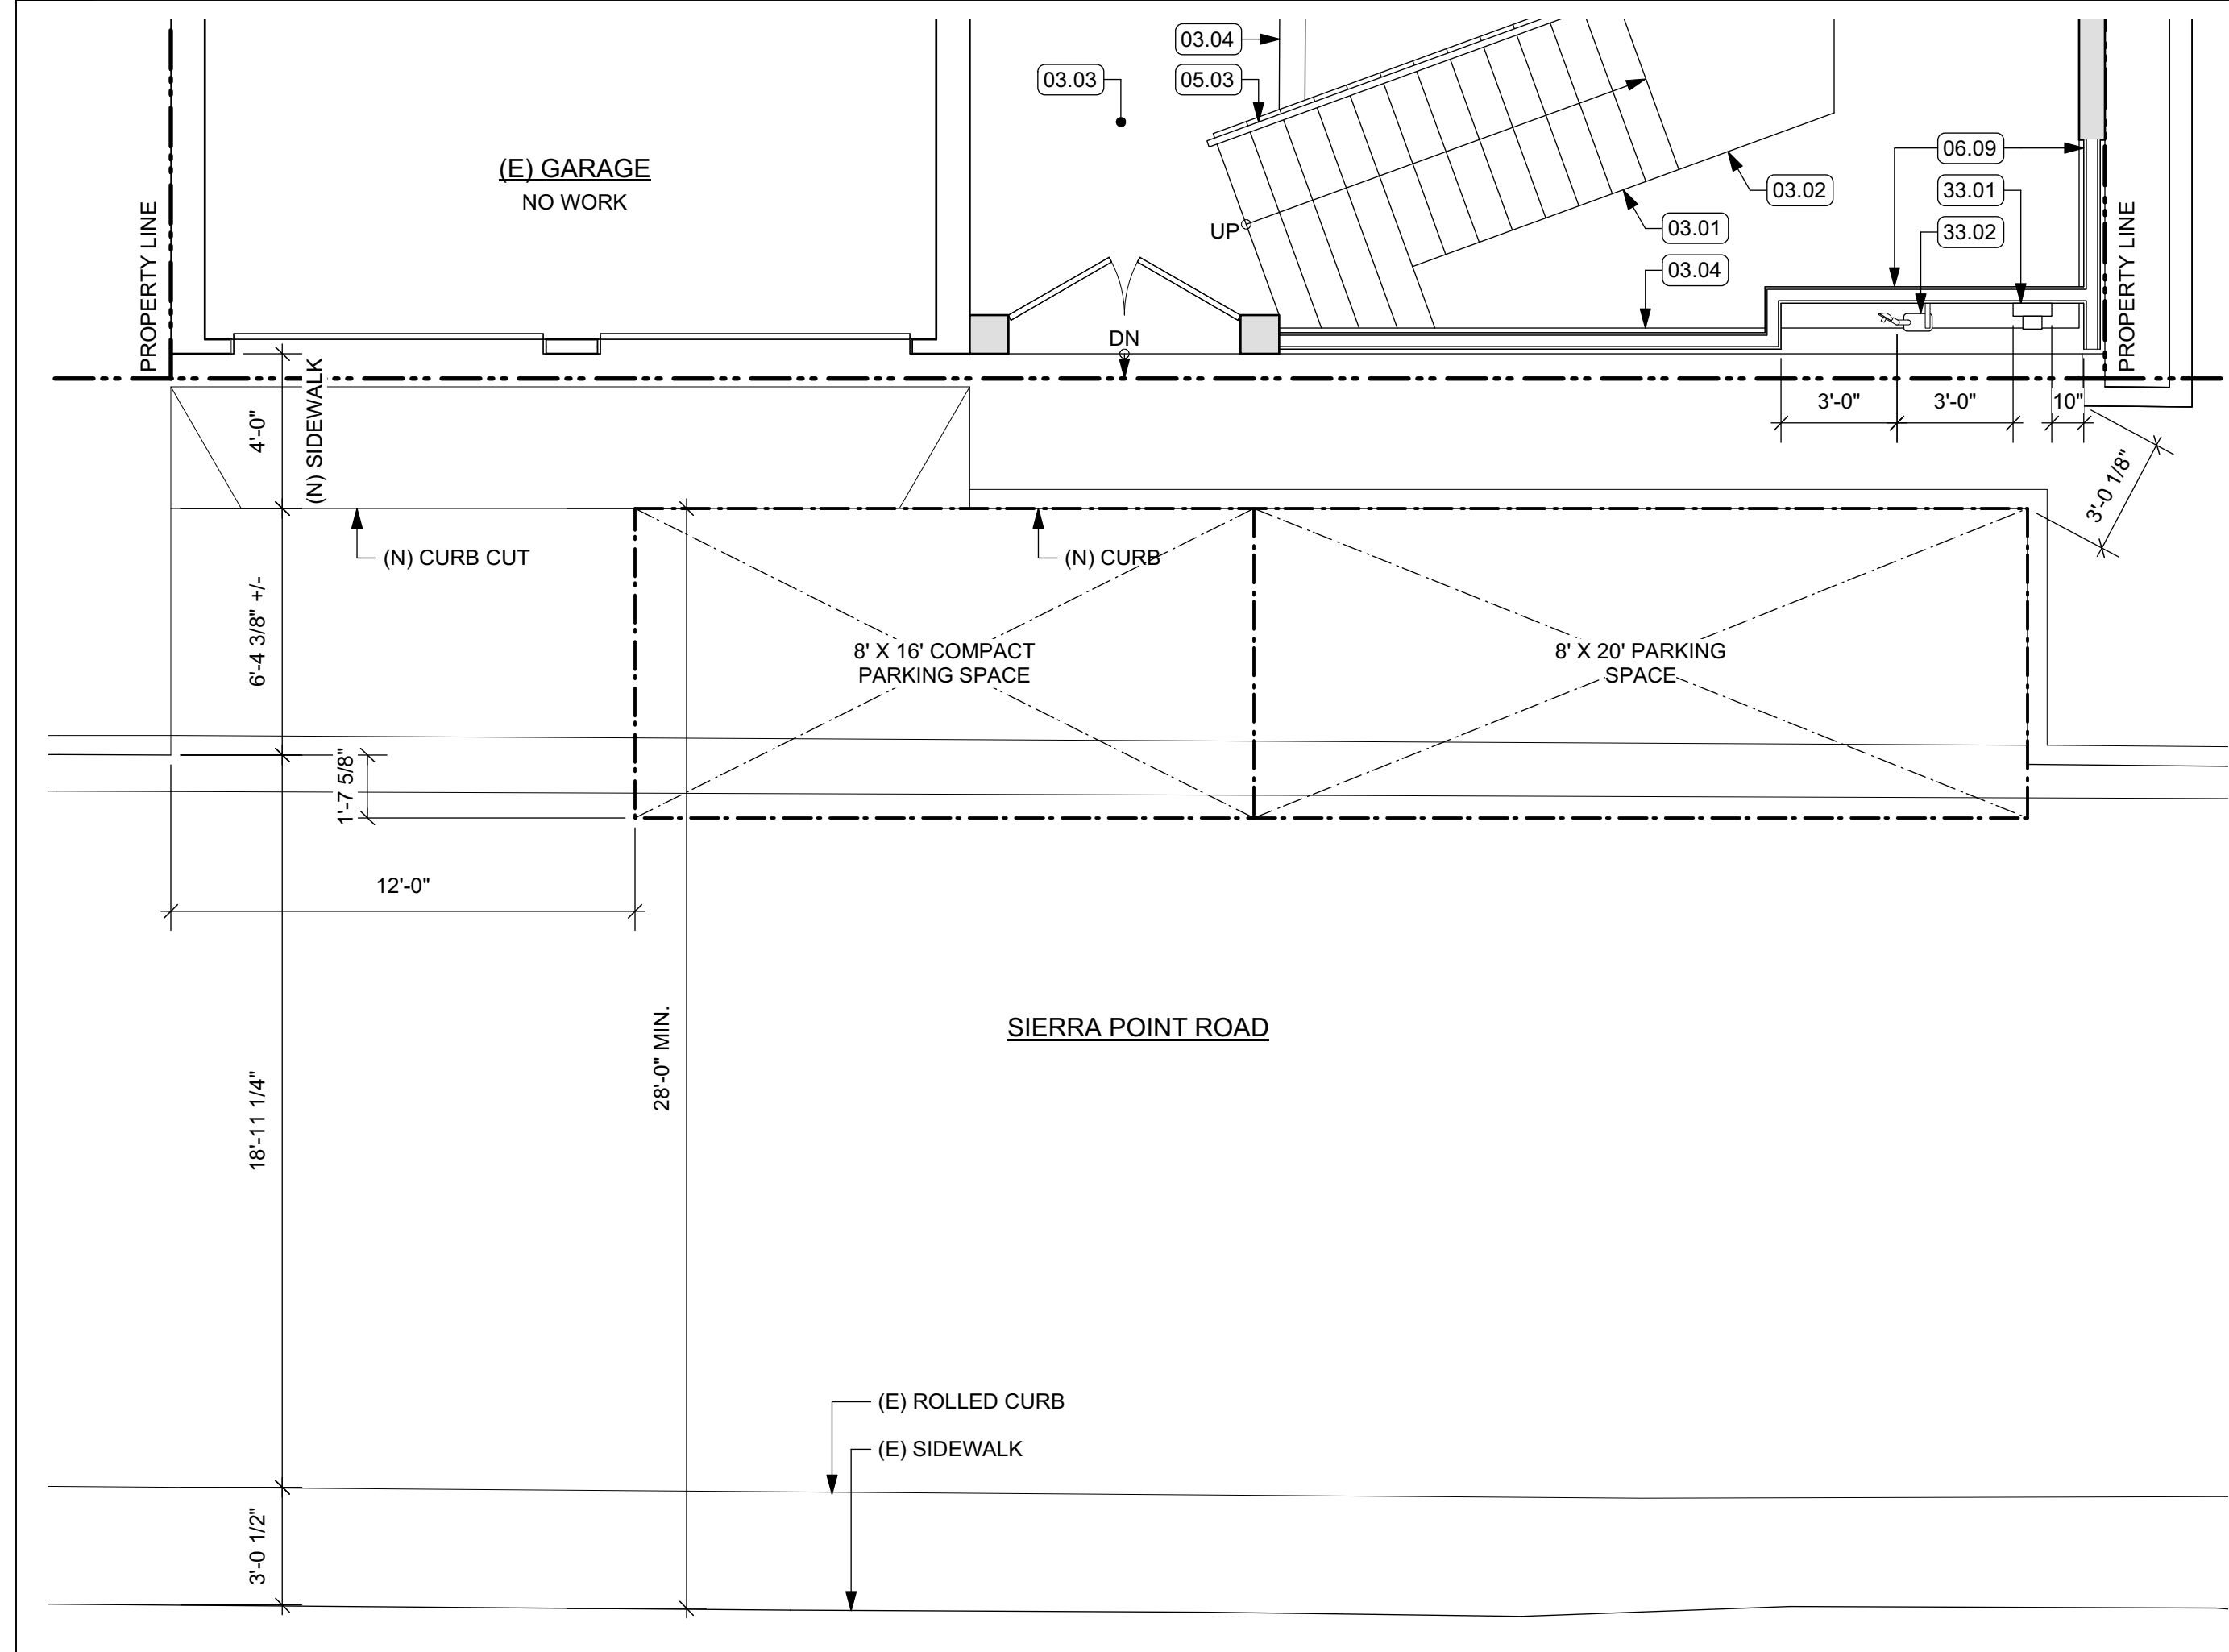 03.04
03.03
05.03
(E) GARAGE
NO WORK
06.09
33.01
33.02
03.02
03.01
03.04
UP
DN
PROPERTY LINE
PROPERTY LINE
(N) SIDEWALK
4'-0"
3'-0"
3'-0"
10"
3'-0 1/8"
(N) CURB CUT
(N) CURB
6'-4 3/8" +/-
8' X 16' COMPACT
PARKING SPACE
8' X 20' PARKING
SPACE
1'-7 5/8"
12'-0"
SIERRA POINT ROAD
28'-0" MIN.
18'-11 1/4"
(E) ROLLED CURB
(E) SIDEWALK
3'-0 1/2"